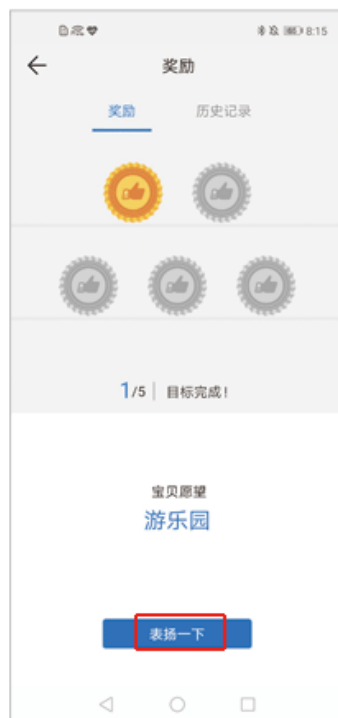 8:15
奖励
奖励 历史记录
1/5 目标完成!
宝贝愿望
游乐园
表扬一下